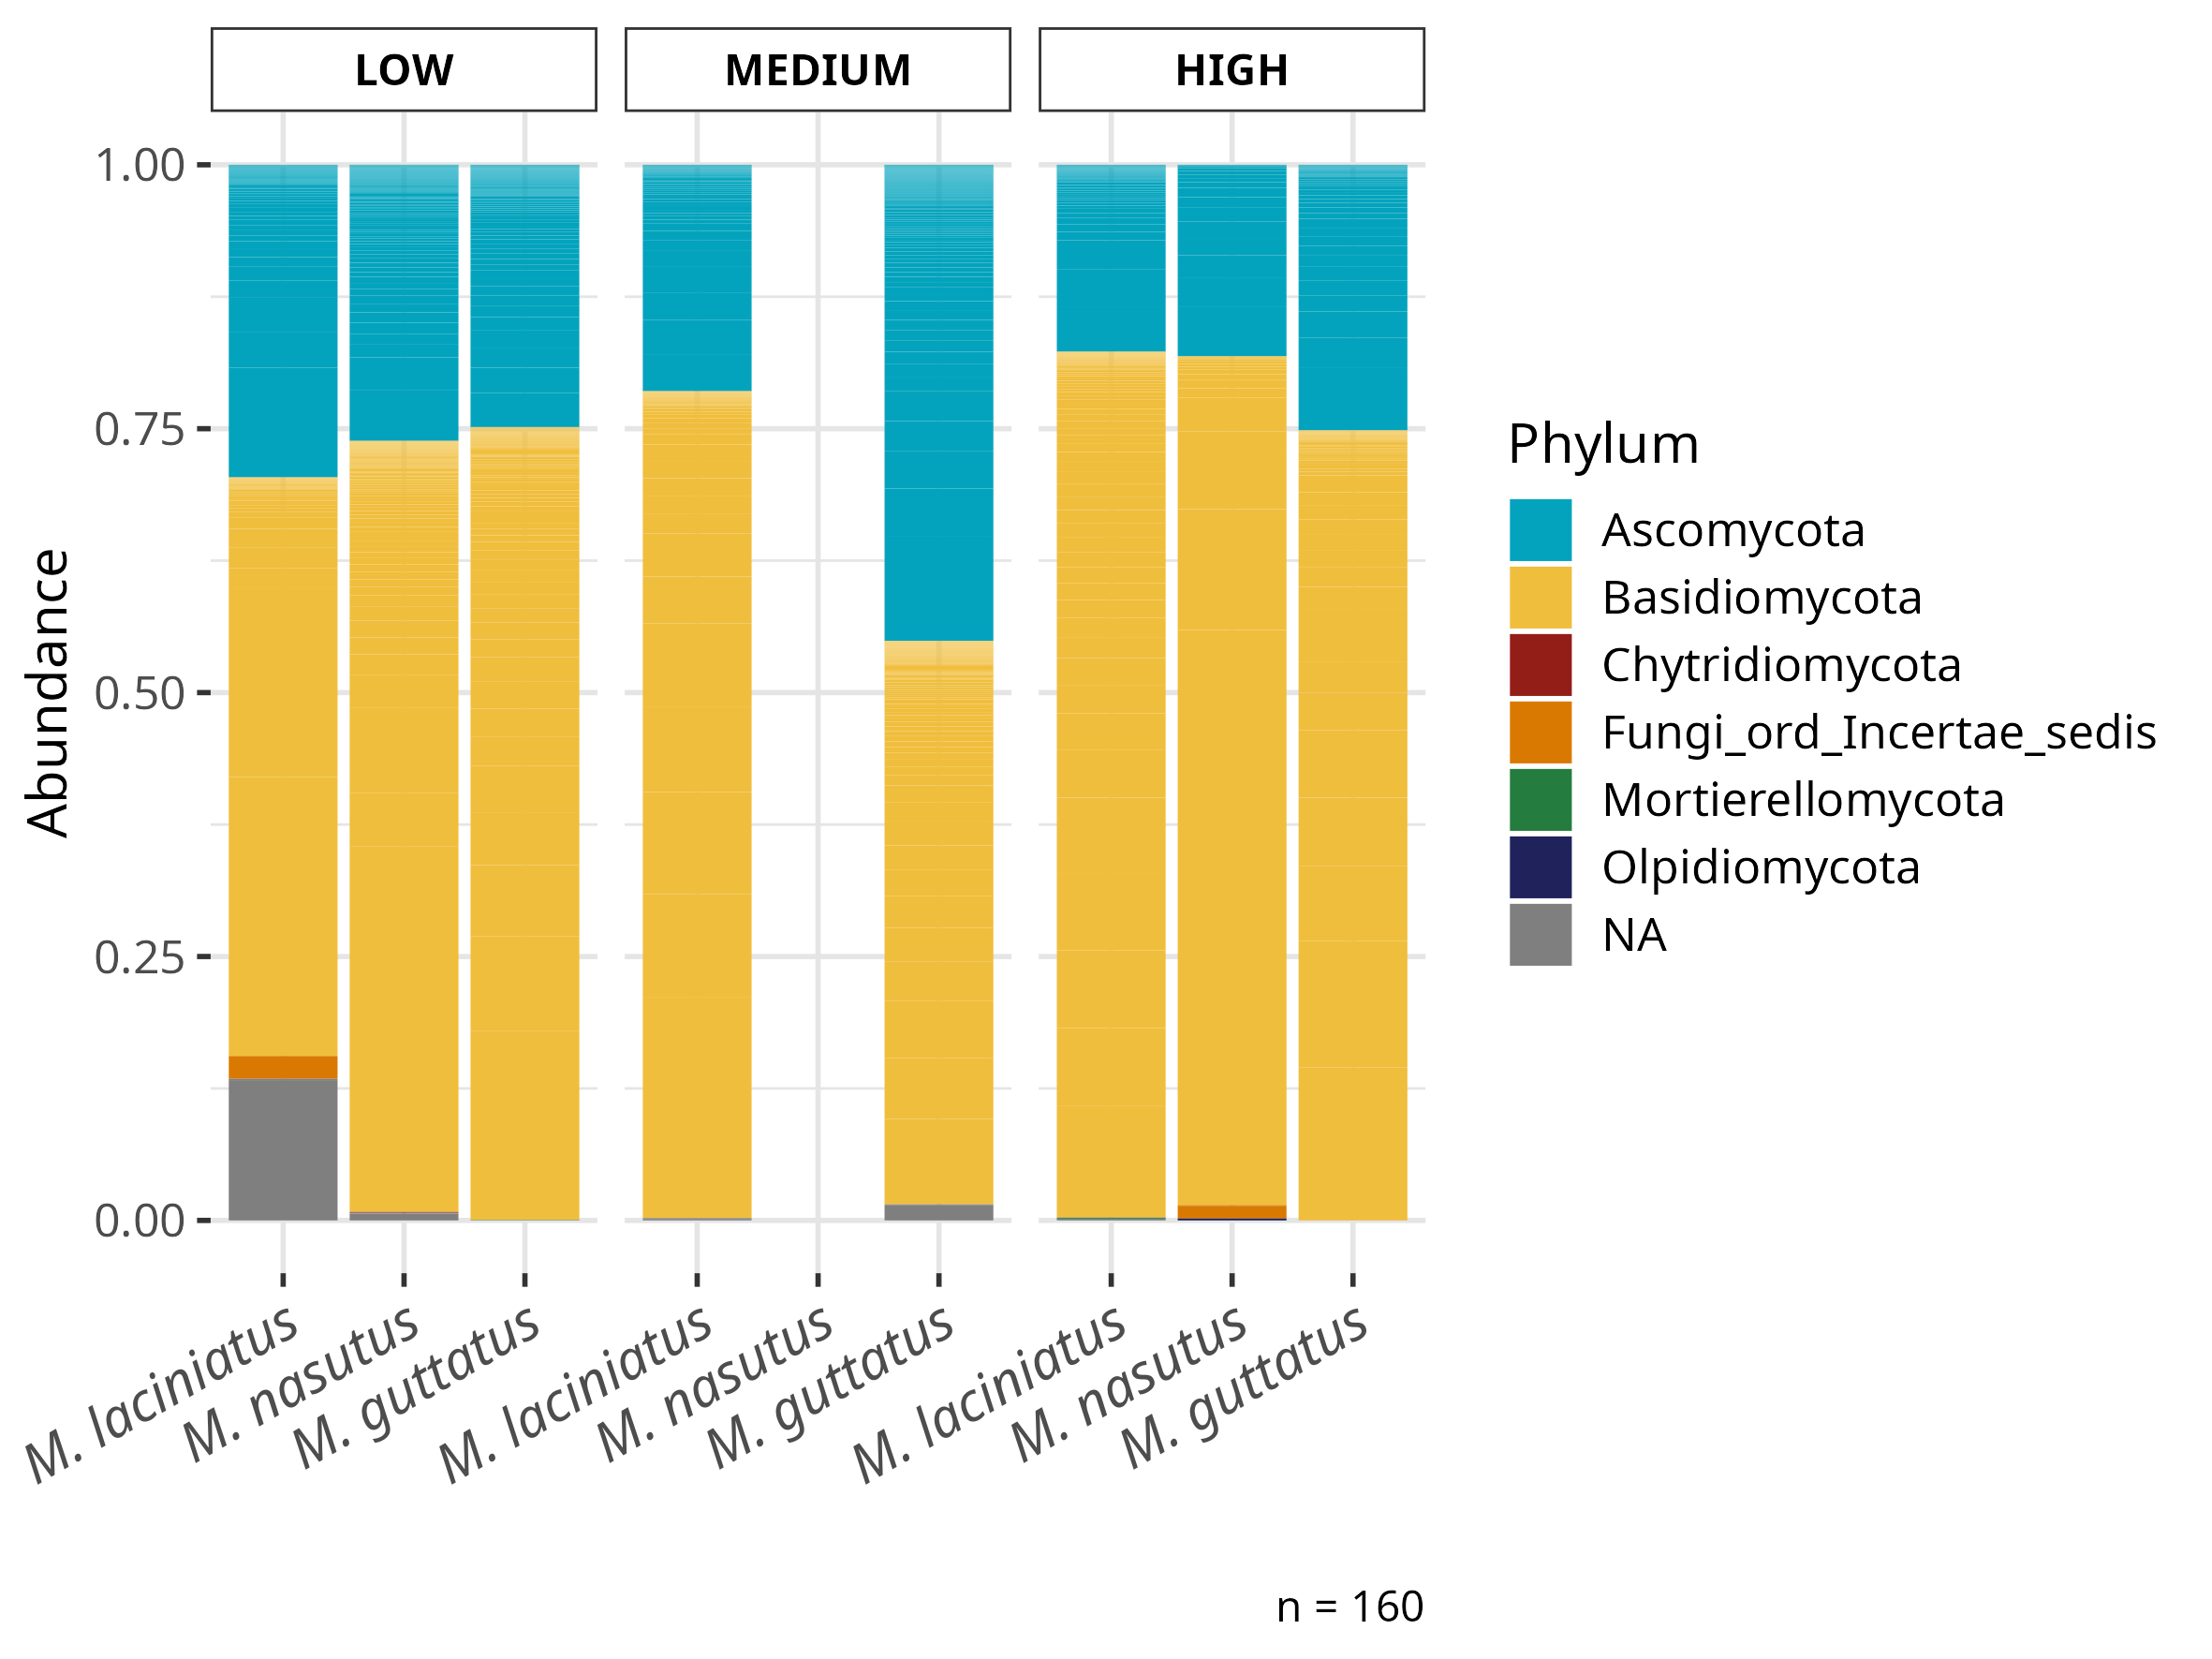 LOW
MEDIUM
HIGH
1.00
0.75
0.50
0.25
0.00
Abundance
M. laciniatus
M. nasutus
M. guttatus
M. laciniatus
M. nasutus
M. guttatus
M. laciniatus
M. nasutus
M. guttatus
Phylum
Ascomycota
Basidiomycota
Chytridiomycota
Fungi_ord_Incertae_sedis
Mortierellomycota
Olpidiomycota
NA
n = 160